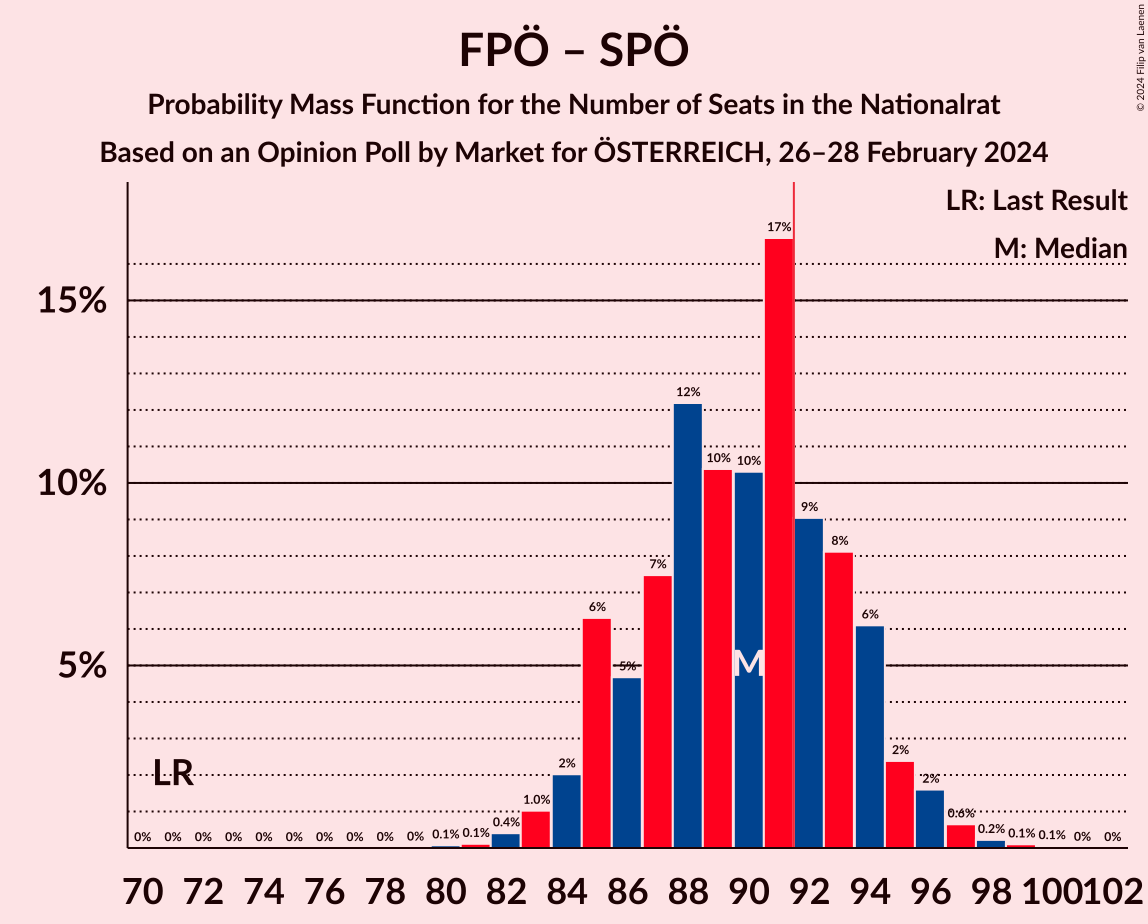 FPÖ – SPÖ
Probability Mass Function for the Number of Seats in the Nationalrat
Based on an Opinion Poll by Market for ÖSTERREICH, 26–28 February 2024
© 2024 Filip van Laenen
LR: Last Result
M: Median
15%
10%
5%
0% 0% 0% 0% 0% 0% 0% 0% 0% 0% 0.1% 0.1% 0.4% 1.0% 2% 6% 5% 7% 12% 10% 10% 17% 9% 8% 6% 2% 2% 0.6% 0.2% 0.1% 0.1% 0% 0%
M
LR
70 72 74 76 78 80 82 84 86 88 90 92 94 96 98 100 102